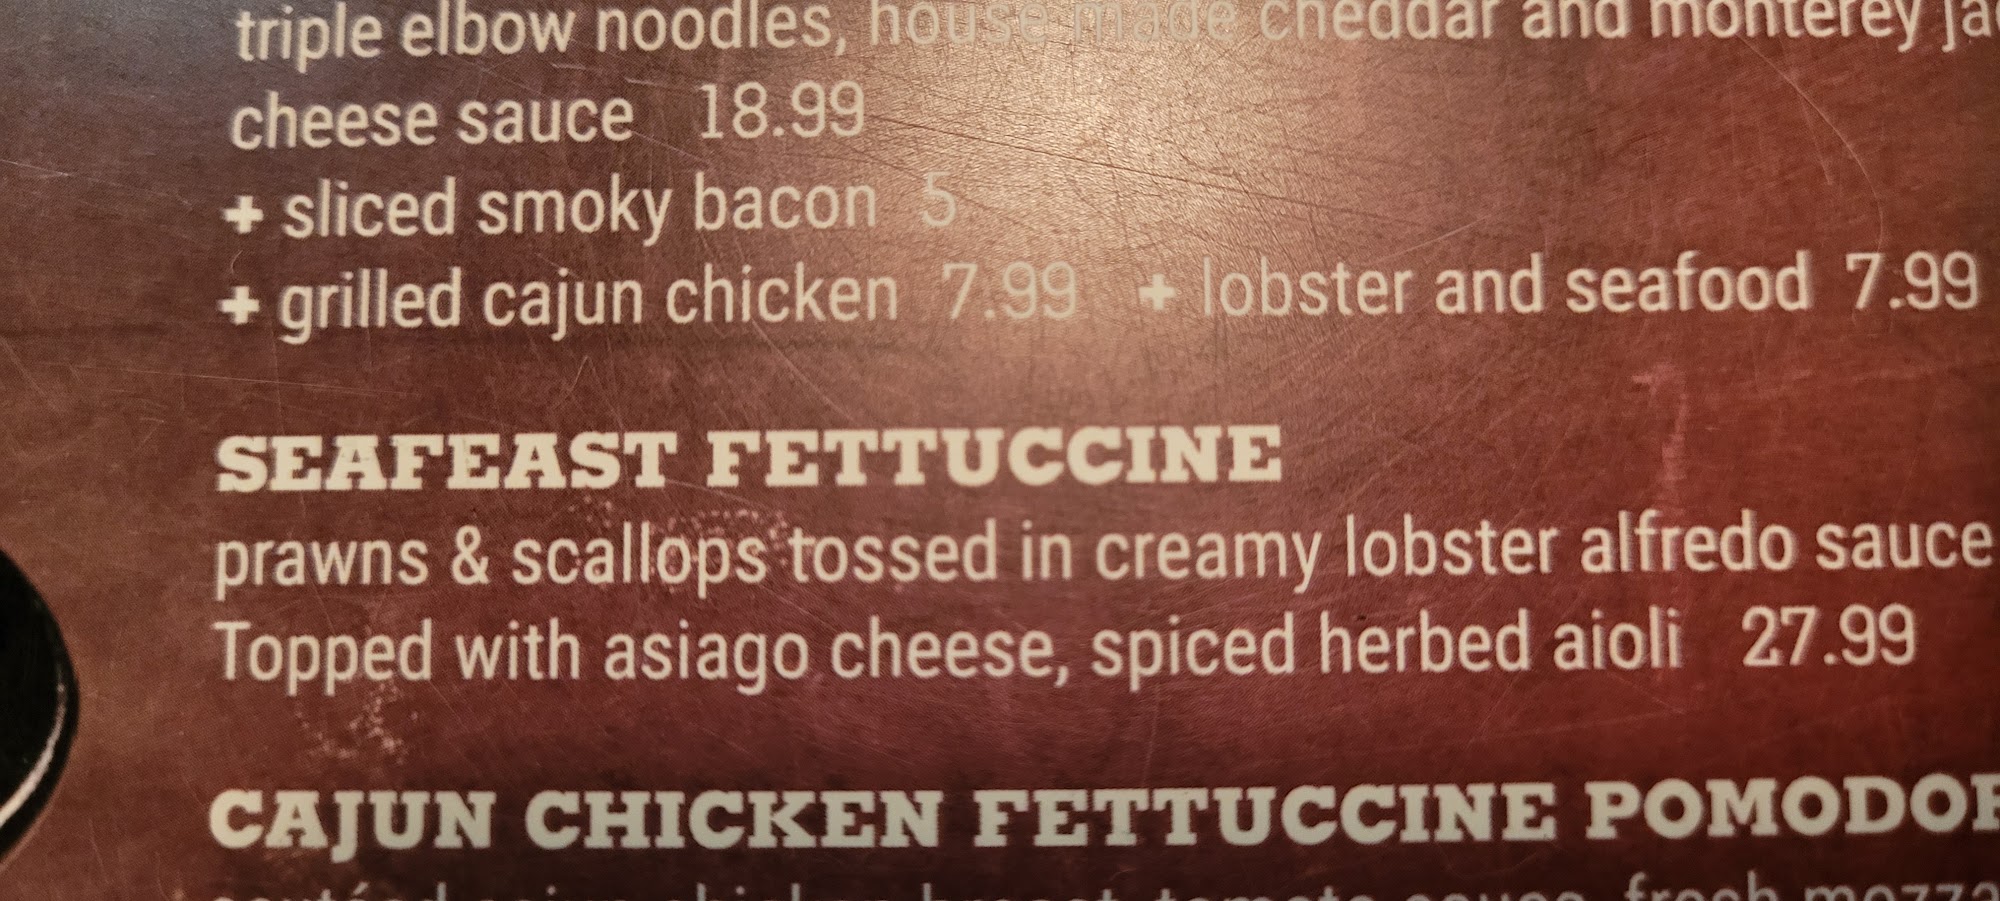 triple elbow noodles, house made cheddar and monterey
cheese sauce 18.99
+ sliced smoky bacon 5
+ grilled cajun chicken 7.99 + lobster and seafood 7.99
SEAFEAST FETTUCCINE
prawns & scallops tossed in creamy lobster alfredo sauce
Topped with asiago cheese, spiced herbed aioli 27.99
CAJUN CHICKEN FETTUCCINE